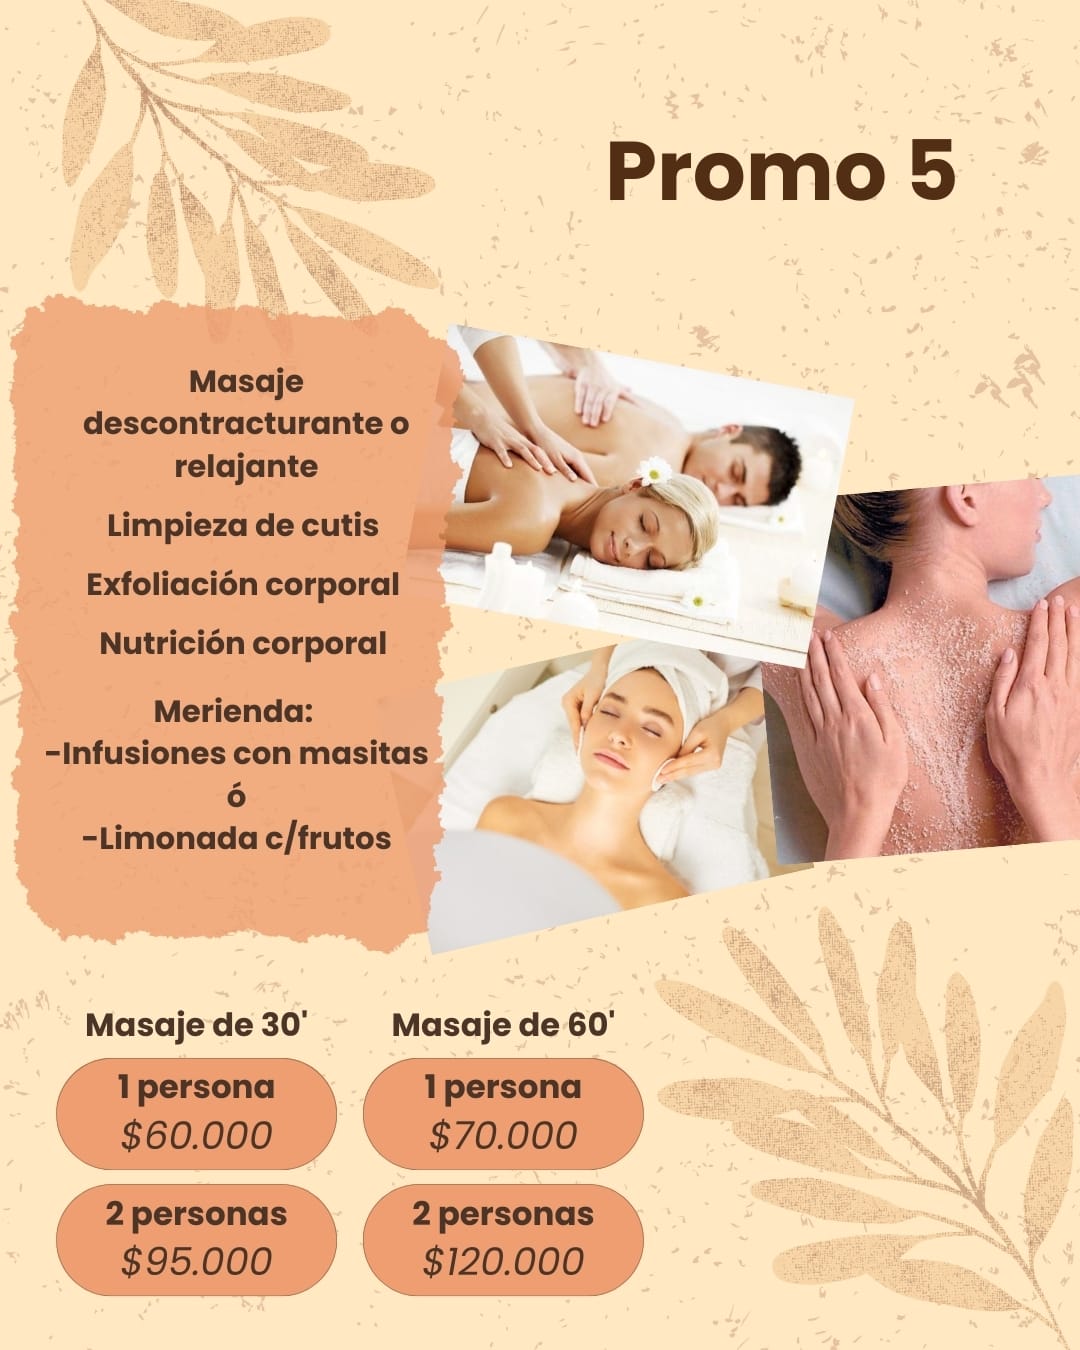 Promo 5
Masaje
descontracturante o
relajante
Limpieza de cutis
Exfoliación corporal
Nutrición corporal
Merienda:
-Infusiones con masitas
ó
-Limonada c/frutos
Masaje de 30'
1 persona
$60.000
2 personas
$95.000
Masaje de 60'
1 persona
$70.000
2 personas
$120.000